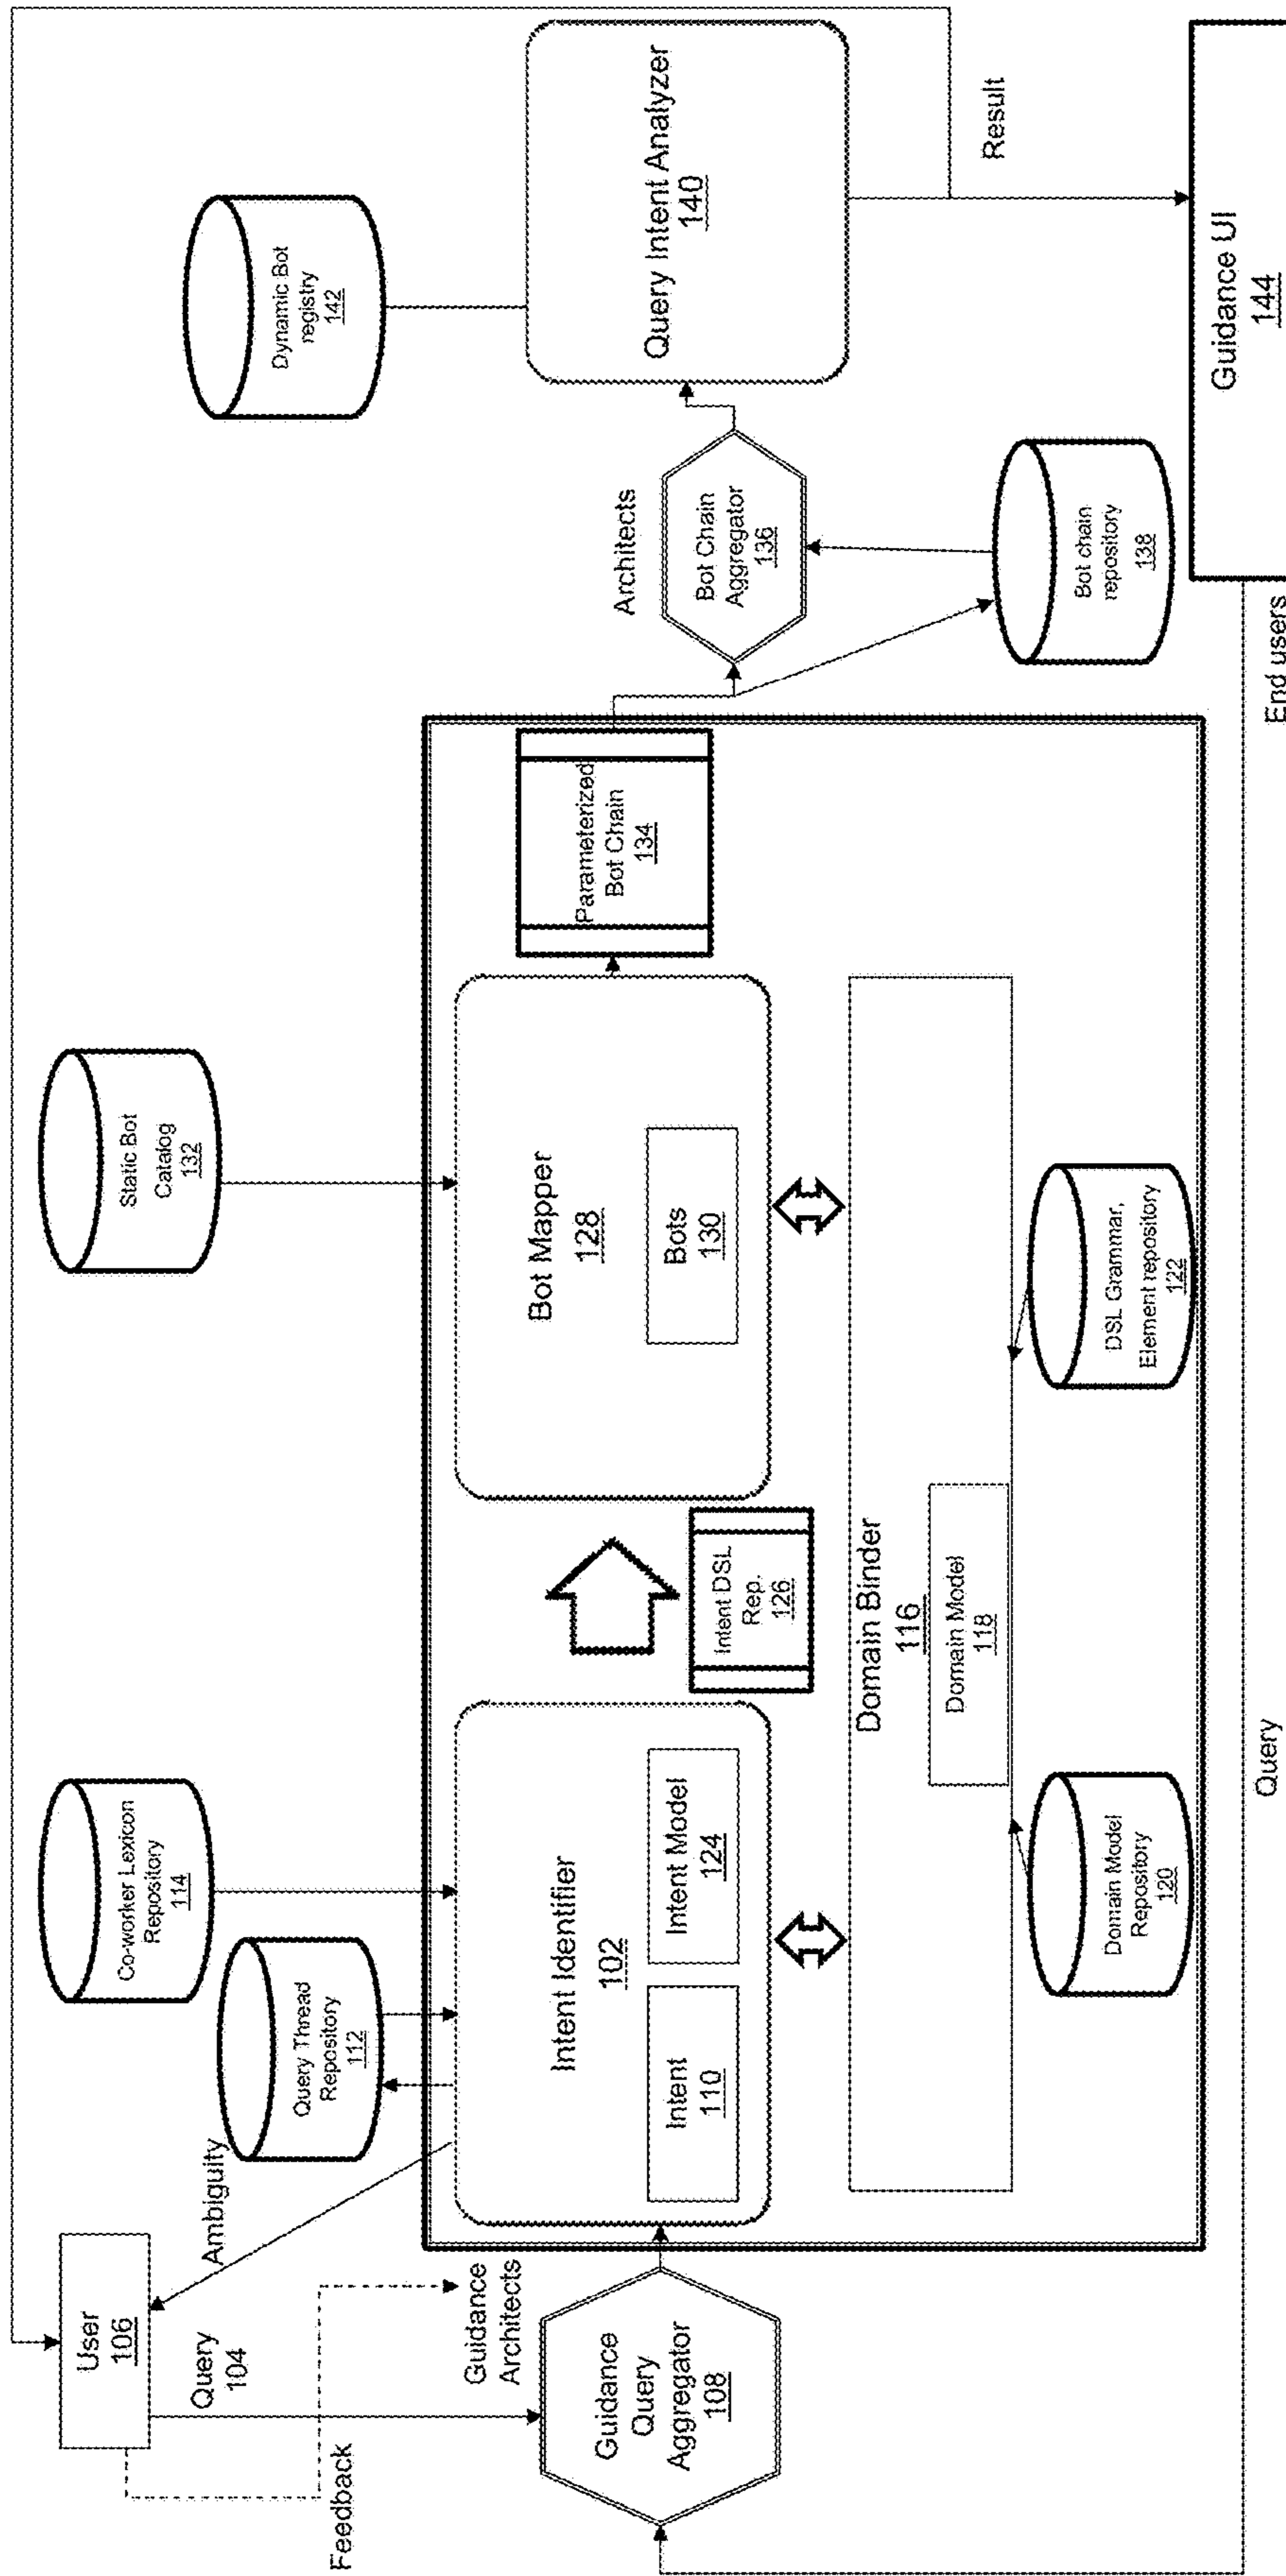 User
106
Query
104
Feedback
Ambiguity
Guidance
Architects
Guidance
Query
Aggregator
108
Query Thread
Repository
112
Co-worker Lexicon
Repository
114
Intent Identifier
102
Intent
110
Intent Model
124
Intent DSL
Rep.
126
Domain Binder
116
Domain Model
118
Domain Model
Repository
120
DSL Grammar,
Element repository
122
Static Bot
Catalog
132
Bot Mapper
128
Bots
130
Parameterized
Bot Chain
134
Architects
Bot Chain
Aggregator
136
Bot chain
repository
138
Dynamic Bot
registry
142
Query Intent Analyzer
140
Result
Guidance UI
144
End users
Query